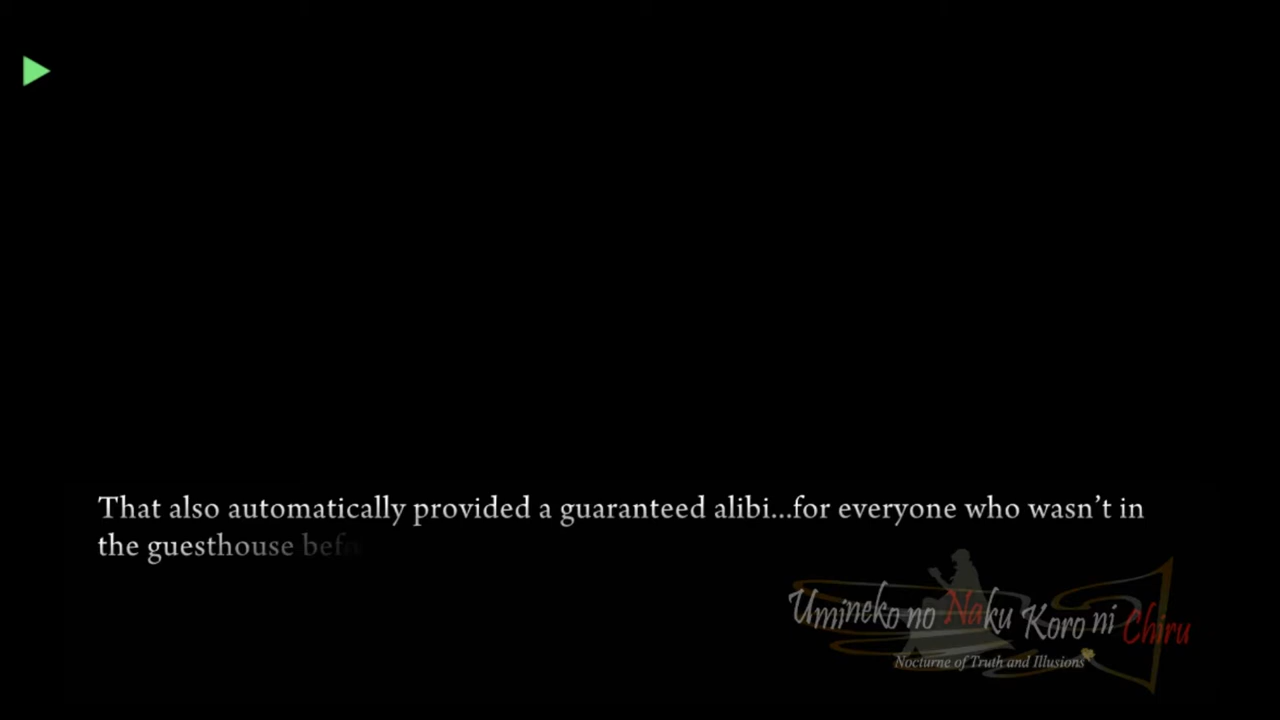 That also automatically provided a guaranteed alibi...for everyone who wasn’t in
the guesthouse
Umineko no Naku Koro ni Chiru
Nocturne of Truth and Illusions